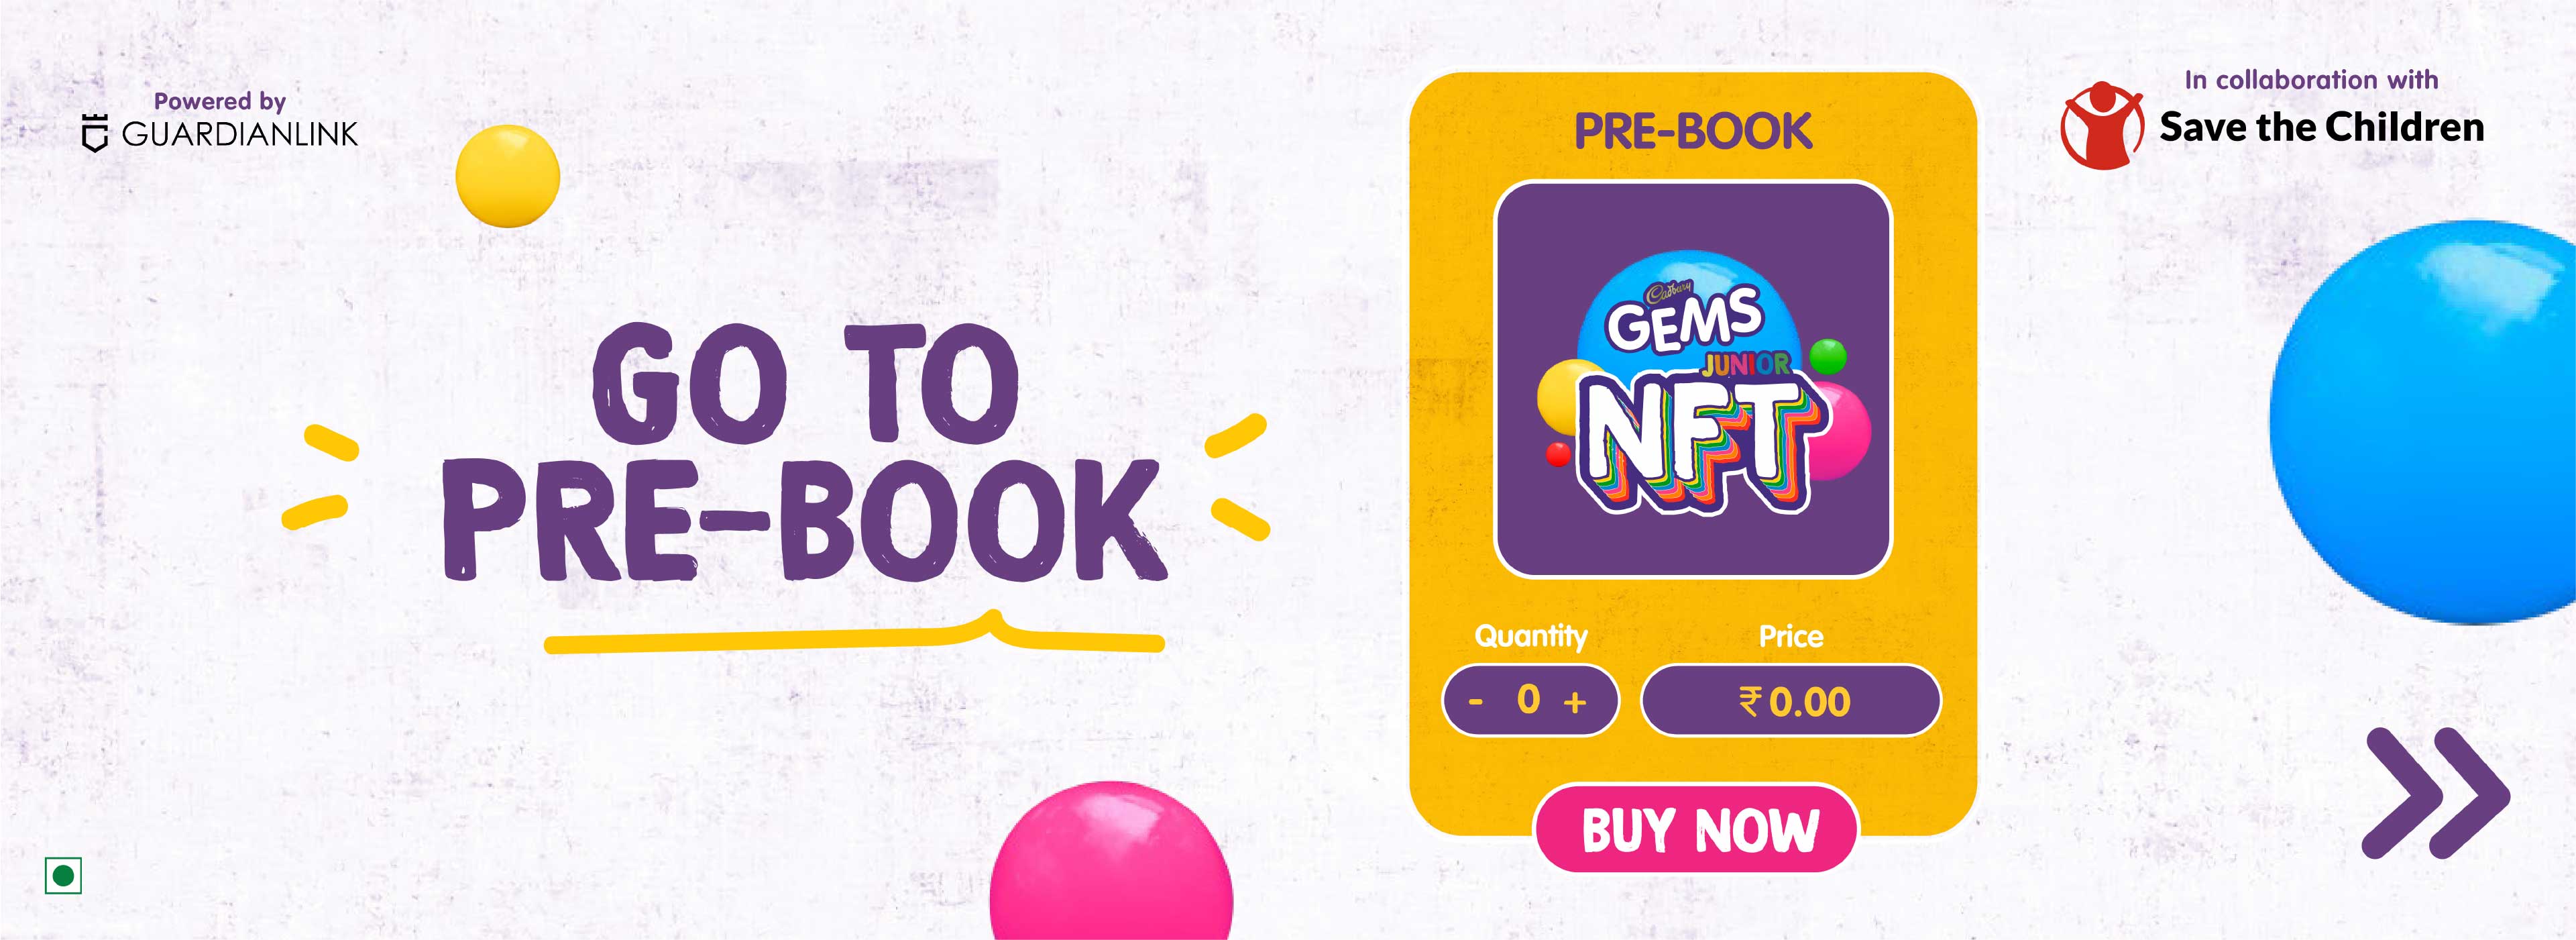 Powered by
GUARDIANLINK
GO TO
PRE-BOOK
PRE-BOOK
Cadbury
GEMS
JUNIOR
NFT
Quantity
Price
- 0 +
₹0.00
BUY NOW
In collaboration with
Save the Children